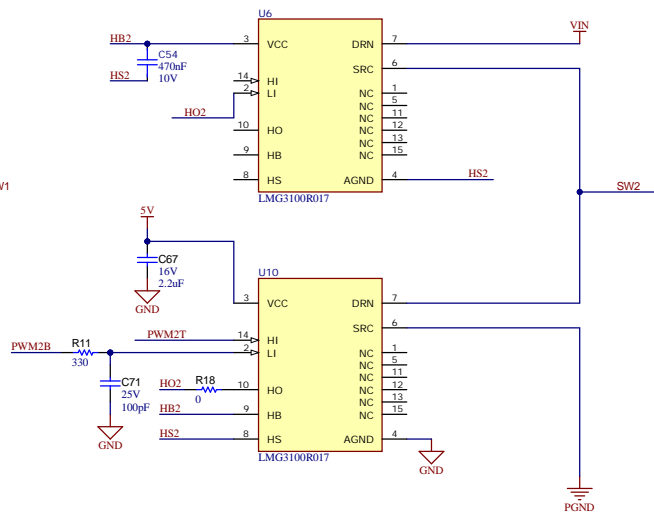 U6
VIN
HB2
3
VCC
DRN
7
C54
470nF
10V
SRC
6
HS2
14
HI
2
LI
NC
1
NC
5
HO2
NC
11
10
HO
NC
12
NC
13
9
HB
NC
15
8
HS
AGND
4
HS2
SW2
W1
LMG3100R017
5V
C67
16V
2.2uF
GND
U10
3
VCC
DRN
7
SRC
6
PWM2T
14
HI
PWM2B
R11
330
2
LI
NC
1
NC
5
C71
25V
100pF
GND
NC
11
HO2
R18
0
10
HO
NC
12
NC
13
HB2
9
HB
NC
15
HS2
8
HS
AGND
4
LMG3100R017
GND
PGND